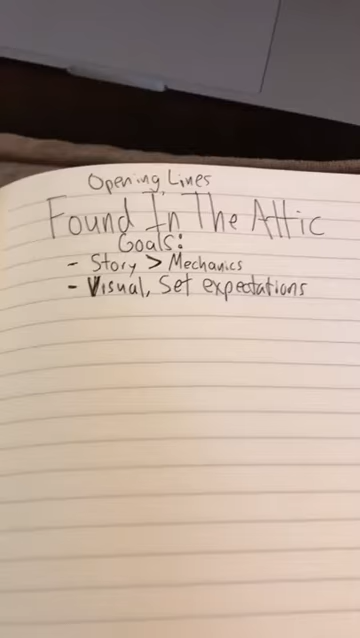 Opening Lines
Found In The Attic
Goals:
- Story > Mechanics
- Visual, Set expectations